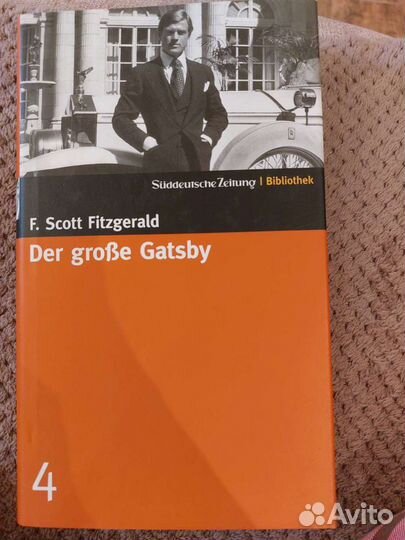 Süddeutsche Zeitung | Bibliothek
F. Scott Fitzgerald
Der große Gatsby
4
Avito